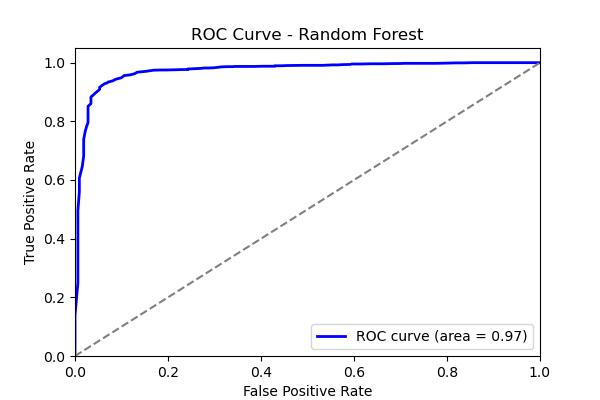 ROC Curve - Random Forest
1.0
0.8
0.6
0.4
0.2
0.0
True Positive Rate
ROC curve (area = 0.97)
0.0 0.2 0.4 0.6 0.8 1.0
False Positive Rate